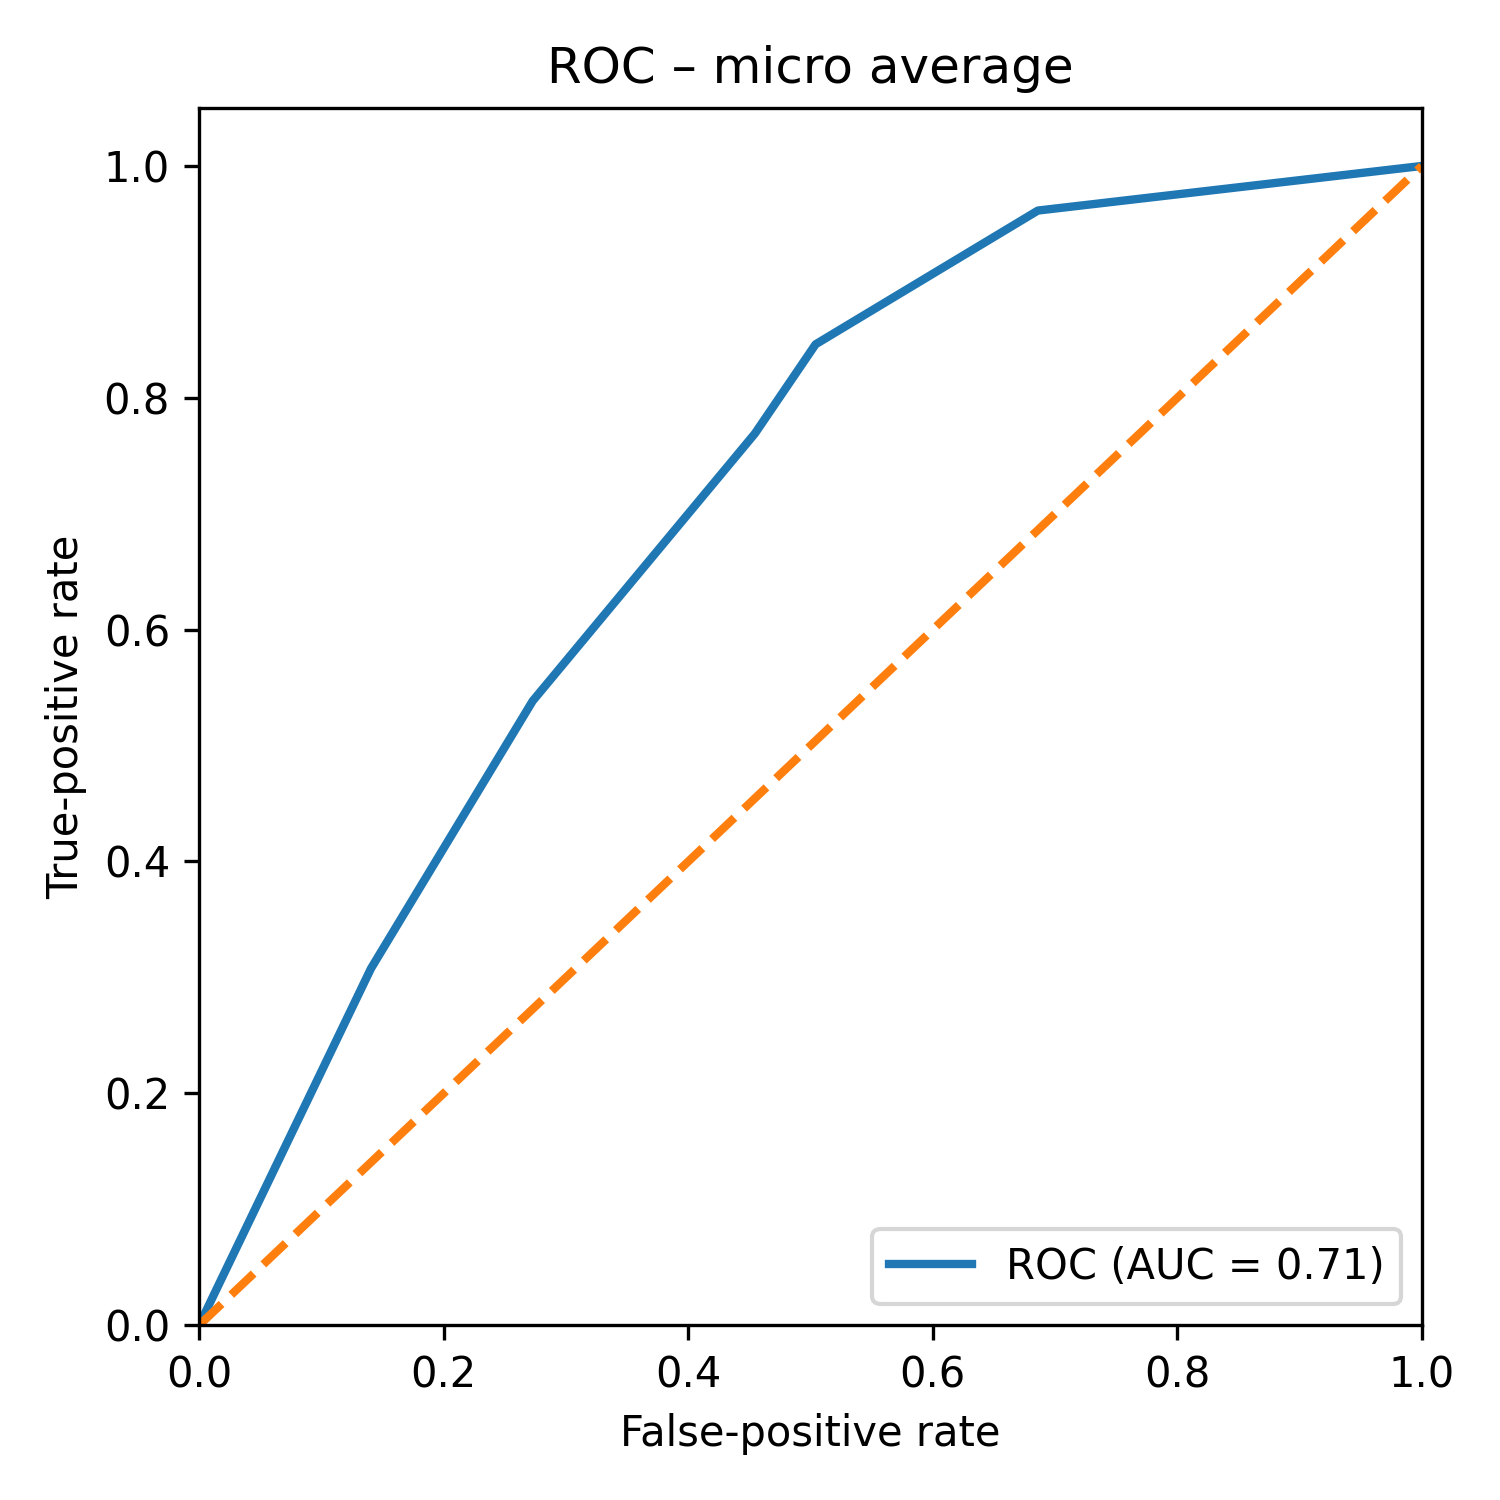 ROC – micro average
1.0
0.8
0.6
0.4
0.2
0.0
True-positive rate
ROC (AUC = 0.71)
0.0 0.2 0.4 0.6 0.8 1.0
False-positive rate